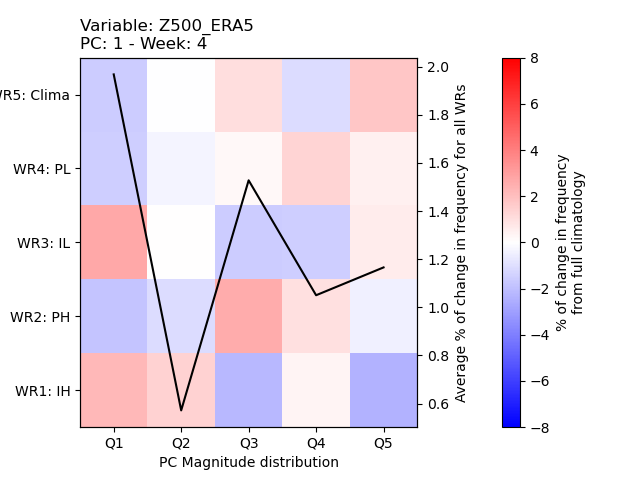 Variable: Z500_ERA5
PC: 1 - Week: 4
WR5: Clima
WR4: PL
WR3: IL
WR2: PH
WR1: IH
Q1 Q2 Q3 Q4 Q5
PC Magnitude distribution
2.0
1.8
1.6
1.4
1.2
1.0
0.8
0.6
Average % of change in frequency for all WRs
8
6
4
2
0
−2
−4
−6
−8
% of change in frequency
from full climatology